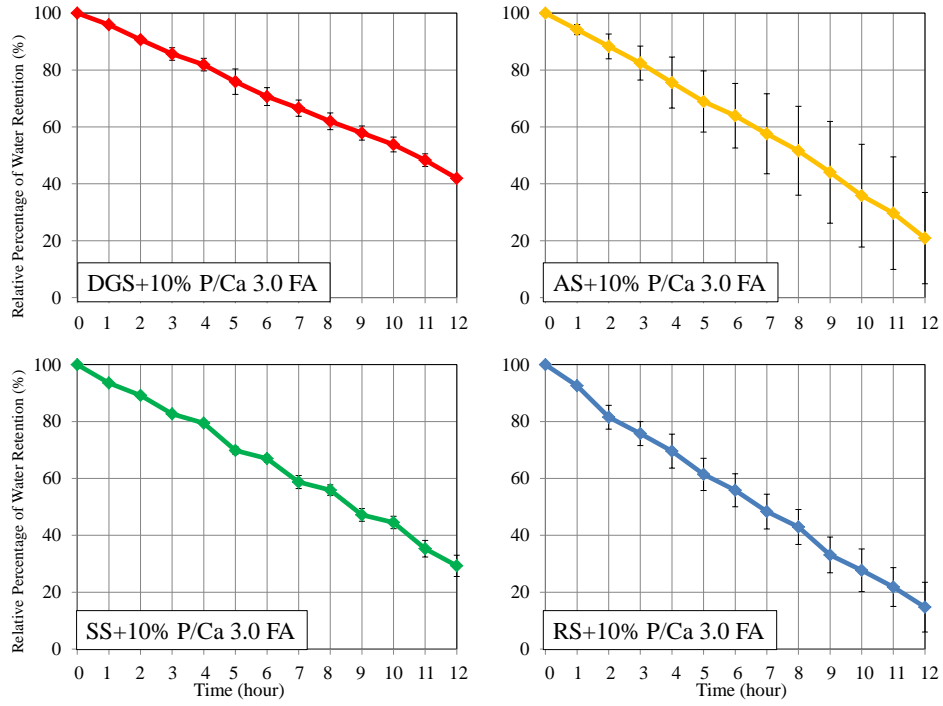 Relative Percentage of Water Retention (%)
100
80
60
40
20
0
DGS+10% P/Ca 3.0 FA
0 1 2 3 4 5 6 7 8 9 10 11 12
100
80
60
40
20
0
AS+10% P/Ca 3.0 FA
0 1 2 3 4 5 6 7 8 9 10 11 12
Relative Percentage of Water Retention (%)
100
80
60
40
20
0
SS+10% P/Ca 3.0 FA
0 1 2 3 4 5 6 7 8 9 10 11 12
Time (hour)
100
80
60
40
20
0
RS+10% P/Ca 3.0 FA
0 1 2 3 4 5 6 7 8 9 10 11 12
Time (hour)